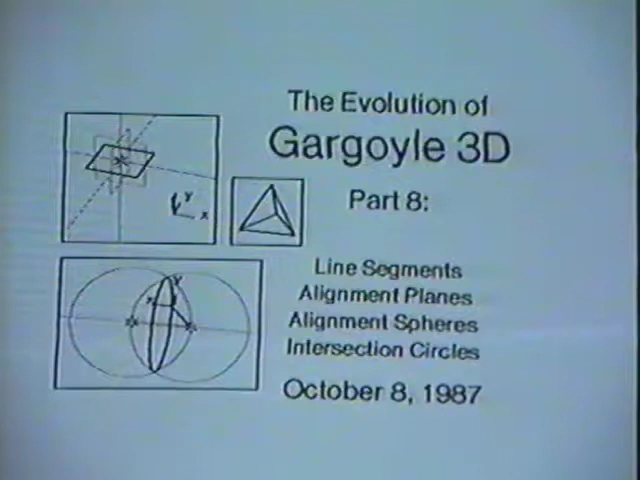 The Evolution of
Gargoyle 3D
Part 8:
y
x
Line Segments
Alignment Planes
Alignment Spheres
Intersection Circles
October 8, 1987